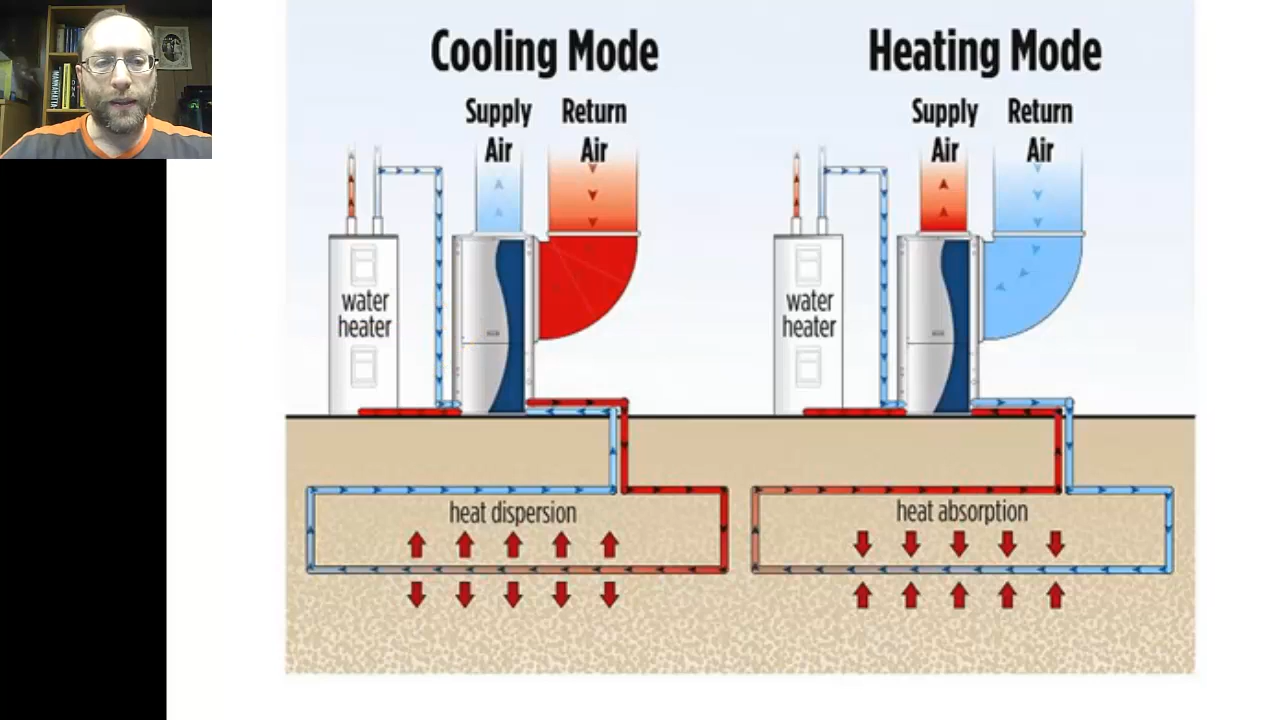 Cooling Mode
Supply Air
Return Air
water
heater
heat dispersion
Heating Mode
Supply Air
Return Air
water
heater
heat absorption